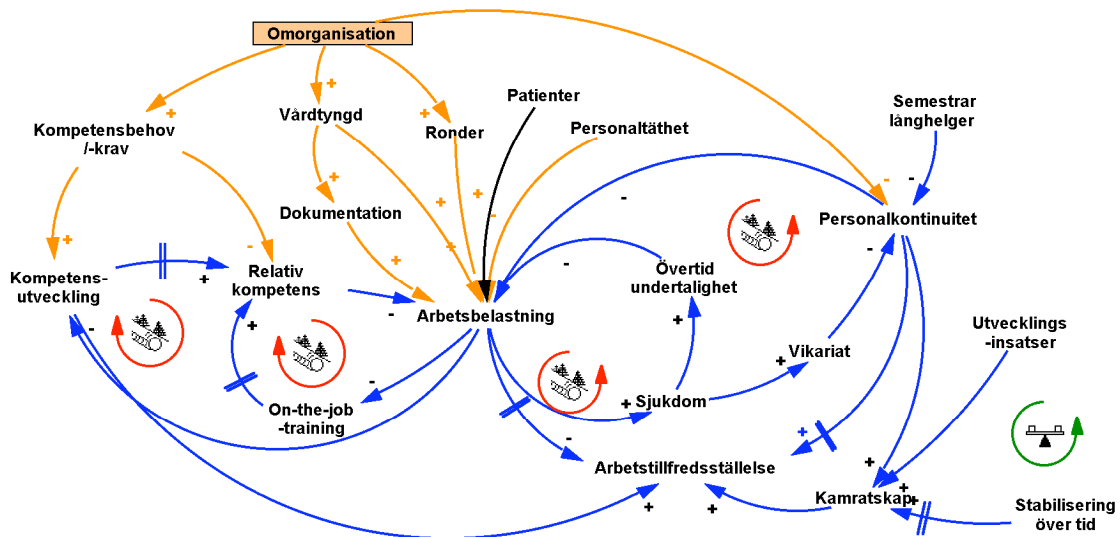 Omorganisation
Patienter
Semestrar
långhelger
Kompetensbehov
/-krav
Vårdtyngd
Ronder
Personaltäthet
Dokumentation
Personalkontinuitet
Kompetens-
utveckling
Relativ
kompetens
Övertid
undertalighet
Arbetsbelastning
Utvecklings
-insatser
Vikariat
On-the-job
-training
Sjukdom
Arbetstillfredsställelse
Kamratskap
Stabilisering
över tid